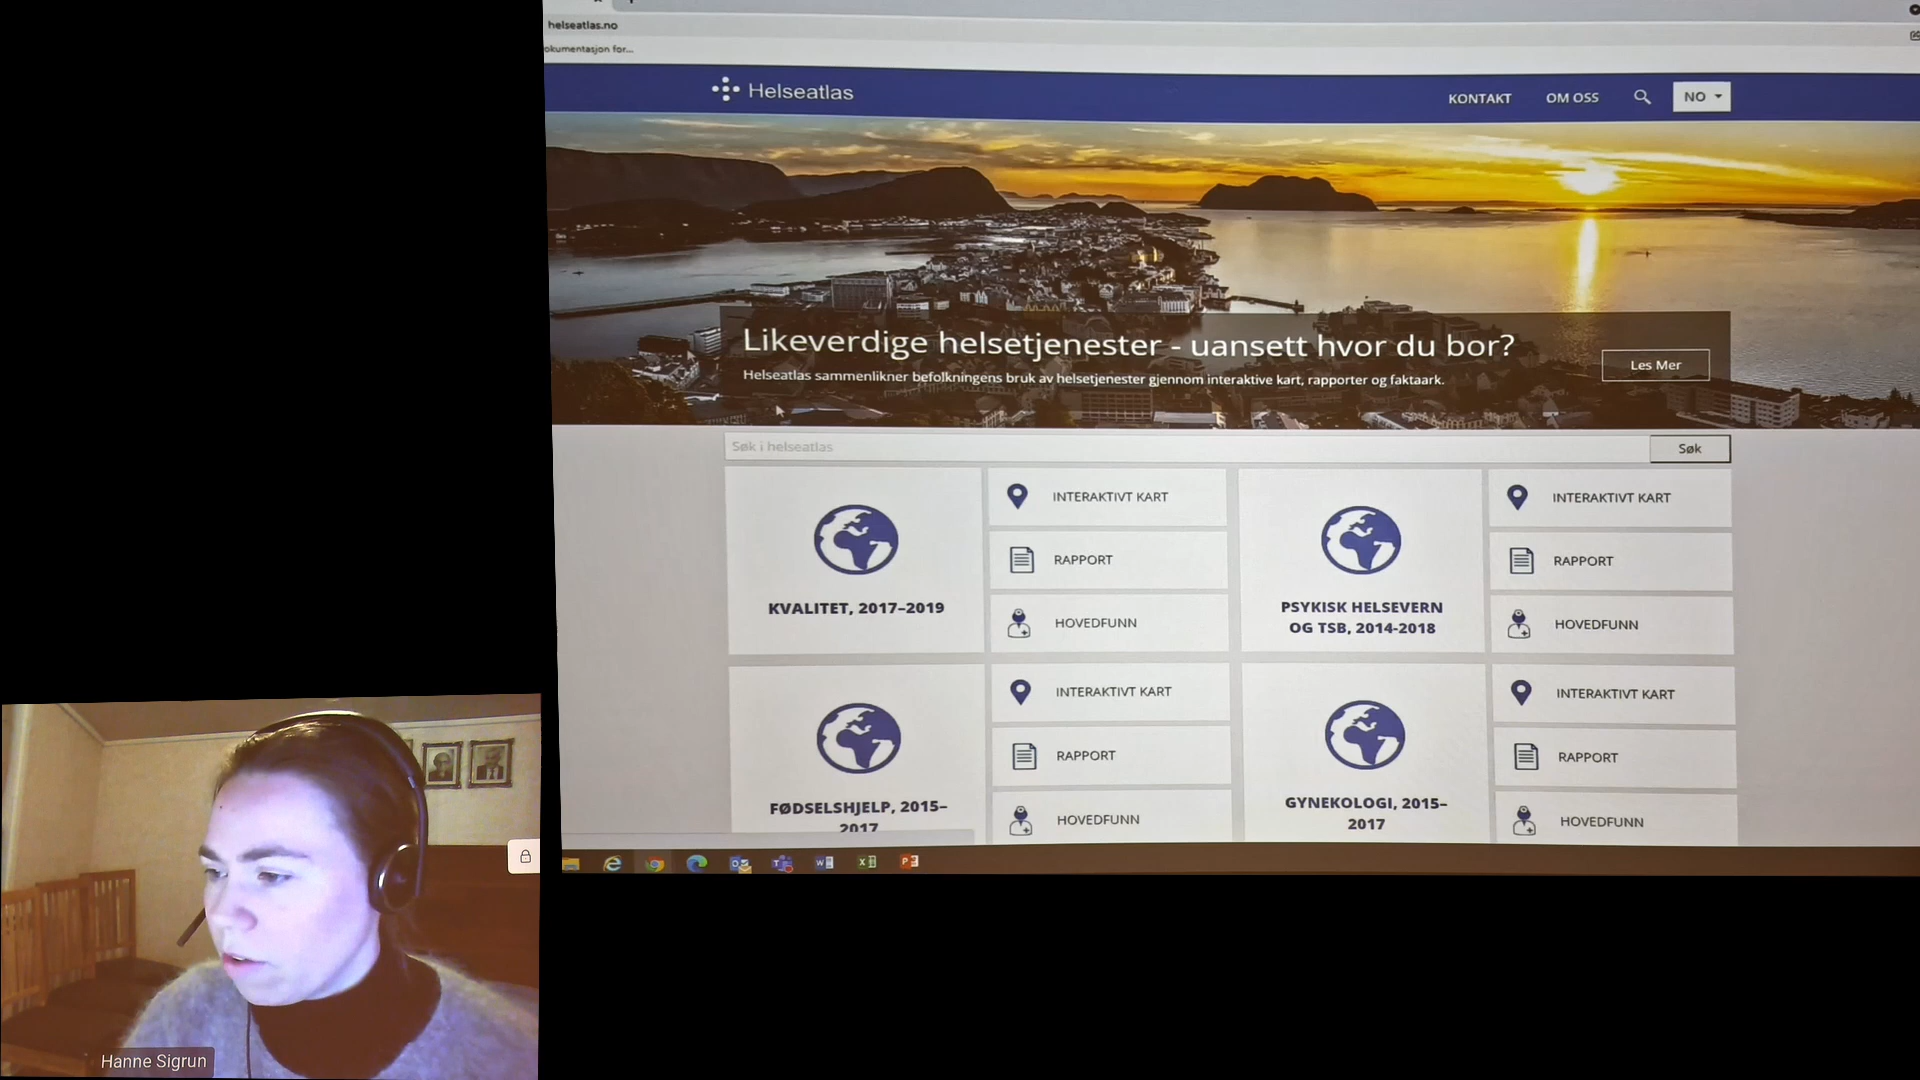 helseatlas.no
okumentasjon for...
Helseatlas
KONTAKT
OM OSS
NO
Likeverdige helsetjenester - uansett hvor du bor?
Helseatlas sammenlikner befolkningens bruk av helsetjenester gjennom interaktive kart, rapporter og faktaark.
Les Mer
Søk i helseatlas
Søk
KVALITET, 2017–2019
INTERAKTIVT KART
RAPPORT
HOVEDFUNN
PSYKISK HELSEVERN
OG TSB, 2014-2018
INTERAKTIVT KART
RAPPORT
HOVEDFUNN
FØDSELSHJELP, 2015–
2017
INTERAKTIVT KART
RAPPORT
HOVEDFUNN
GYNEKOLOGI, 2015–
2017
INTERAKTIVT KART
RAPPORT
HOVEDFUNN
Hanne Sigrun